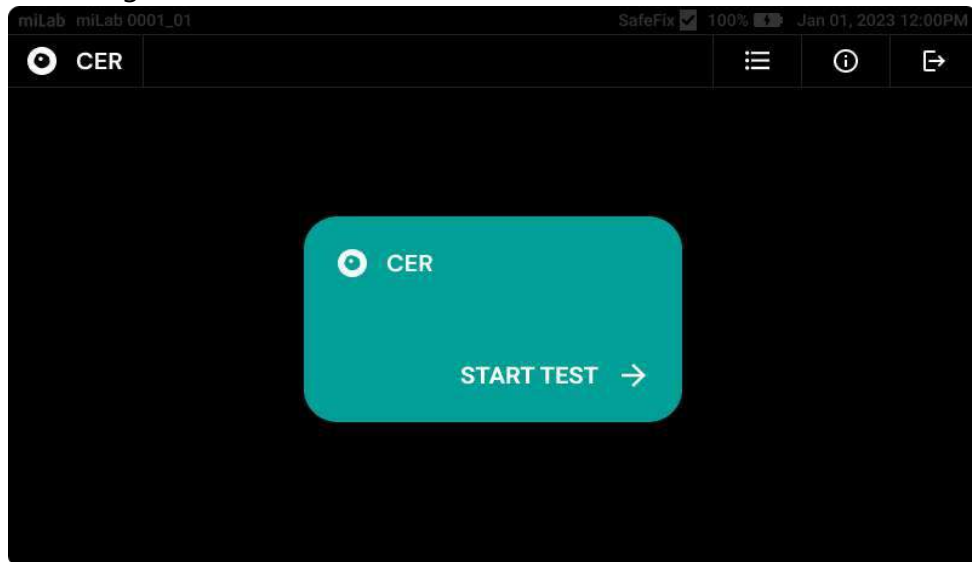 miLab miLab 0001_01 SafeFix 100% Jan 01, 2023 12:00PM
CER
CER
START TEST